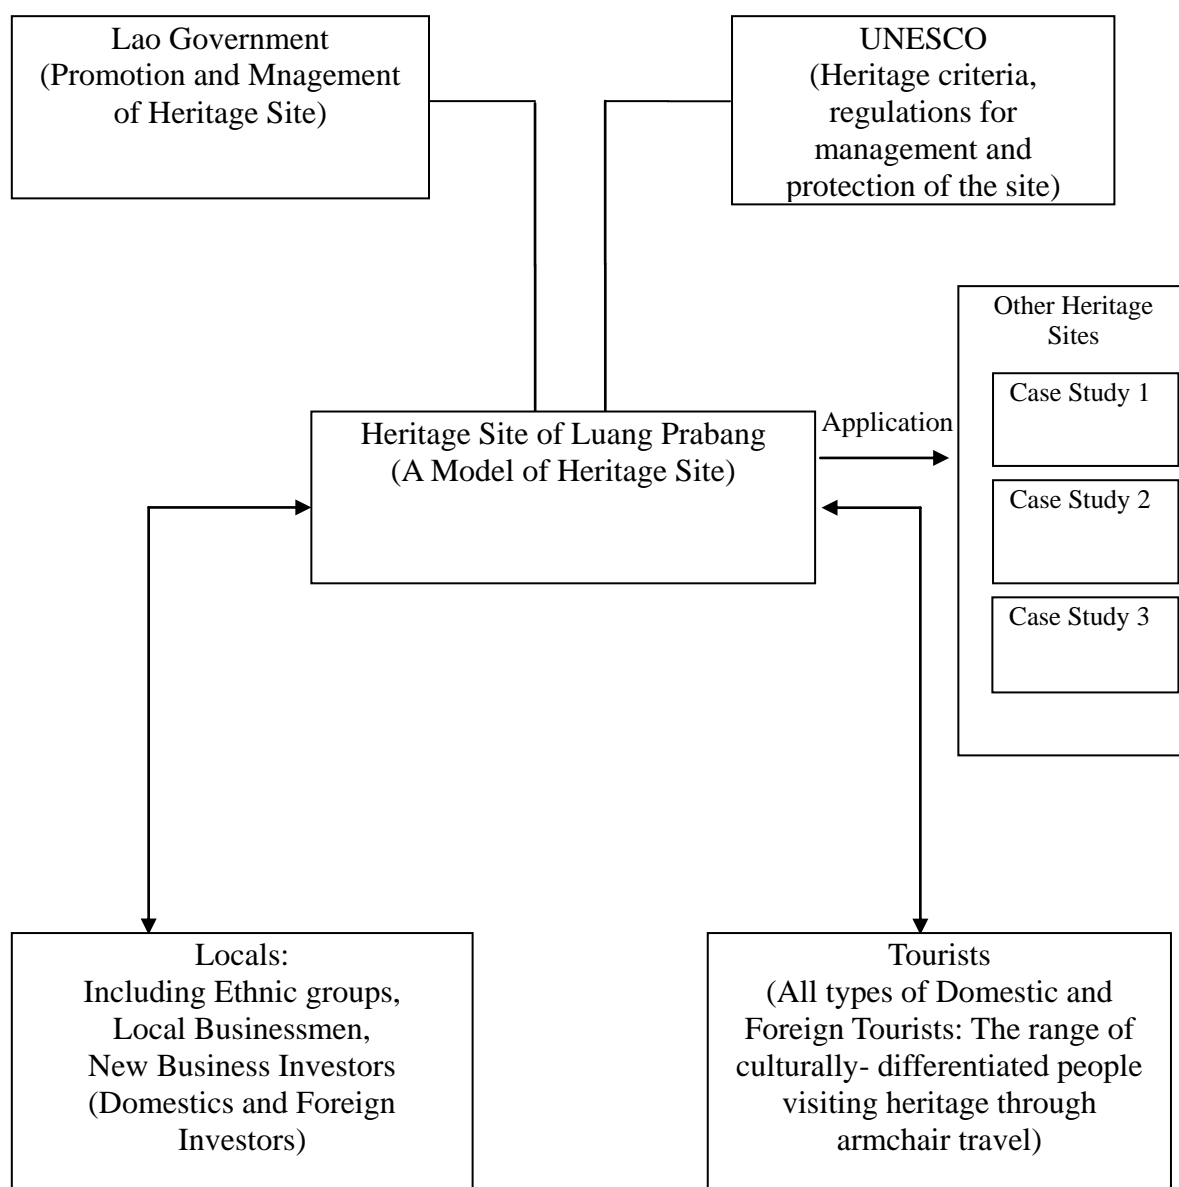 Lao Government
(Promotion and Mnagement
of Heritage Site)
UNESCO
(Heritage criteria,
regulations for
management and
protection of the site)
Other Heritage
Sites
Case Study 1
Case Study 2
Case Study 3
Application
Heritage Site of Luang Prabang
(A Model of Heritage Site)
Locals:
Including Ethnic groups,
Local Businessmen,
New Business Investors
(Domestics and Foreign
Investors)
Tourists
(All types of Domestic and
Foreign Tourists: The range of
culturally- differentiated people
visiting heritage through
armchair travel)